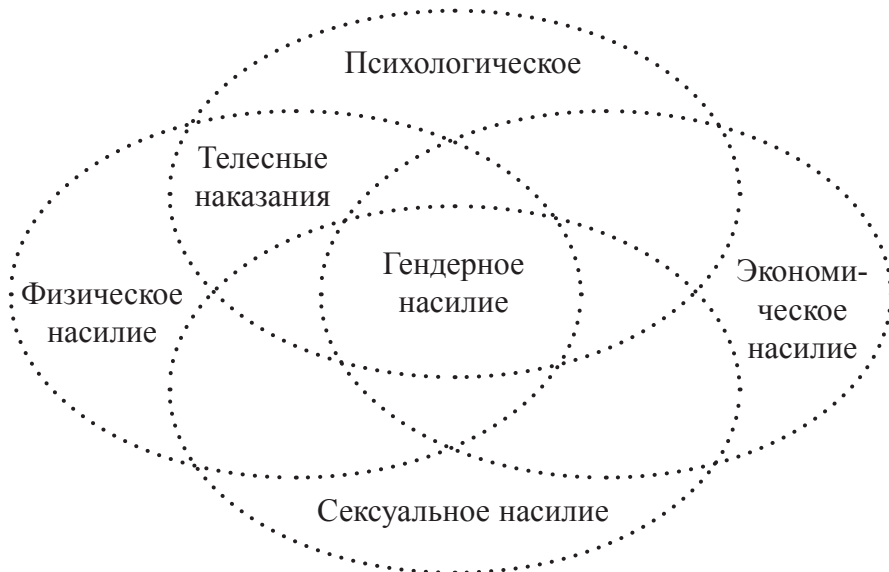 Психологическое
Телесные
наказания
Гендерное
насилие
Физическое
насилие
Экономи-
ческое
насилие
Сексуальное насилие